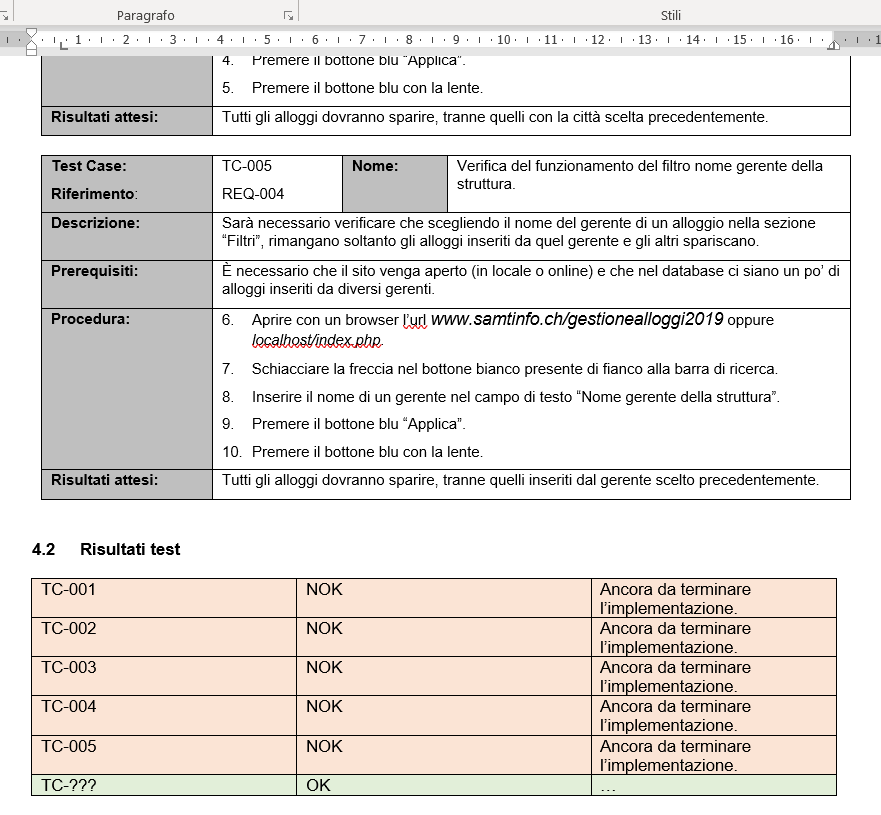 Paragrafo Stili
1 2 3 4 5 6 7 8 9 10 11 12 13 14 15 16
4. Premere il bottone blu “Applica”.
5. Premere il bottone blu con la lente.
Risultati attesi: Tutti gli alloggi dovranno sparire, tranne quelli con la città scelta precedentemente.
Test Case: TC-005 Nome: Verifica del funzionamento del filtro nome gerente della
struttura.
Riferimento: REQ-004
Descrizione: Sarà necessario verificare che scegliendo il nome del gerente di un alloggio nella sezione
“Filtri”, rimangano soltanto gli alloggi inseriti da quel gerente e gli altri spariscano.
Prerequisiti: È necessario che il sito venga aperto (in locale o online) e che nel database ci siano un po’ di
alloggi inseriti da diversi gerenti.
Procedura: 6. Aprire con un browser l’url www.samtinfo.ch/gestionealloggi2019 oppure
localhost/index.php.
7. Schiacciare la freccia nel bottone bianco presente di fianco alla barra di ricerca.
8. Inserire il nome di un gerente nel campo di testo “Nome gerente della struttura”.
9. Premere il bottone blu “Applica”.
10. Premere il bottone blu con la lente.
Risultati attesi: Tutti gli alloggi dovranno sparire, tranne quelli inseriti dal gerente scelto precedentemente.
4.2 Risultati test
TC-001 NOK Ancora da terminare
l’implementazione.
TC-002 NOK Ancora da terminare
l’implementazione.
TC-003 NOK Ancora da terminare
l’implementazione.
TC-004 NOK Ancora da terminare
l’implementazione.
TC-005 NOK Ancora da terminare
l’implementazione.
TC-??? OK …